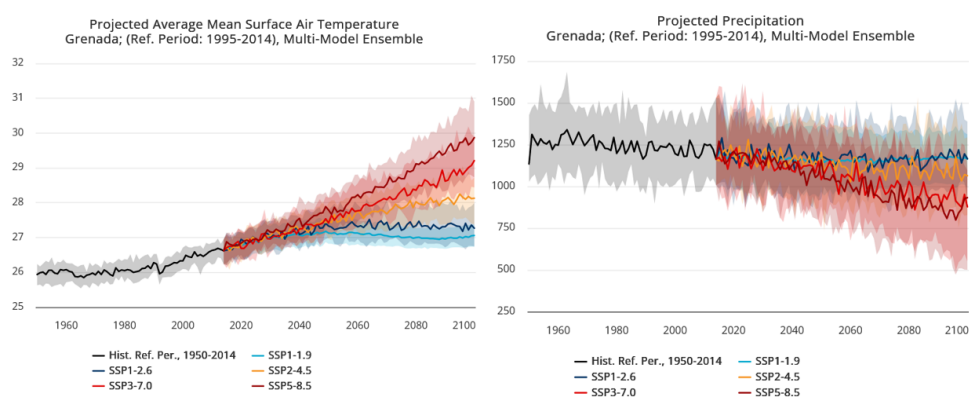 Projected Average Mean Surface Air Temperature
Grenada; (Ref. Period: 1995-2014), Multi-Model Ensemble
32
31
30
29
28
27
26
25
1960 1980 2000 2020 2040 2060 2080 2100
Hist. Ref. Per., 1950-2014 SSP1-1.9
SSP1-2.6 SSP2-4.5
SSP3-7.0 SSP5-8.5
Projected Precipitation
Grenada; (Ref. Period: 1995-2014), Multi-Model Ensemble
1750
1500
1250
1000
750
500
250
1960 1980 2000 2020 2040 2060 2080 2100
Hist. Ref. Per., 1950-2014 SSP1-1.9
SSP1-2.6 SSP2-4.5
SSP3-7.0 SSP5-8.5